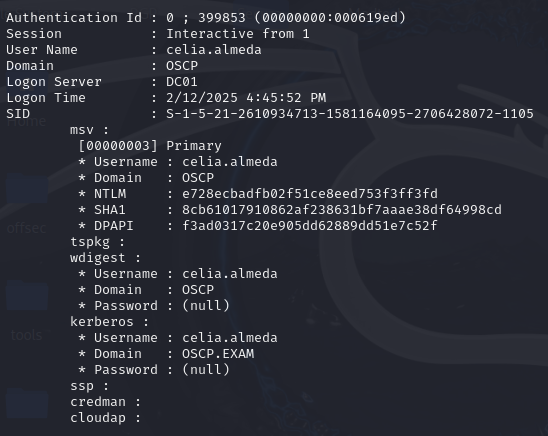 Authentication Id : 0 ; 399853 (00000000:000619ed)
Session           : Interactive from 1
User Name         : celia.almeda
Domain            : OSCP
Logon Server      : DC01
Logon Time        : 2/12/2025 4:45:52 PM
SID               : S-1-5-21-2610934713-1581164095-2706428072-1105
        msv :
         [00000003] Primary
         * Username : celia.almeda
         * Domain   : OSCP
         * NTLM     : e728ecbadfb02f51ce8eed753f3ff3fd
         * SHA1     : 8cb61017910862af238631bf7aaae38df64998cd
         * DPAPI    : f3ad0317c20e905dd62889dd51e7c52f
        tspkg :
        wdigest :
         * Username : celia.almeda
         * Domain   : OSCP
         * Password : (null)
        kerberos :
         * Username : celia.almeda
         * Domain   : OSCP.EXAM
         * Password : (null)
        ssp :
        credman :
        cloudap :
Home
offsec
tools